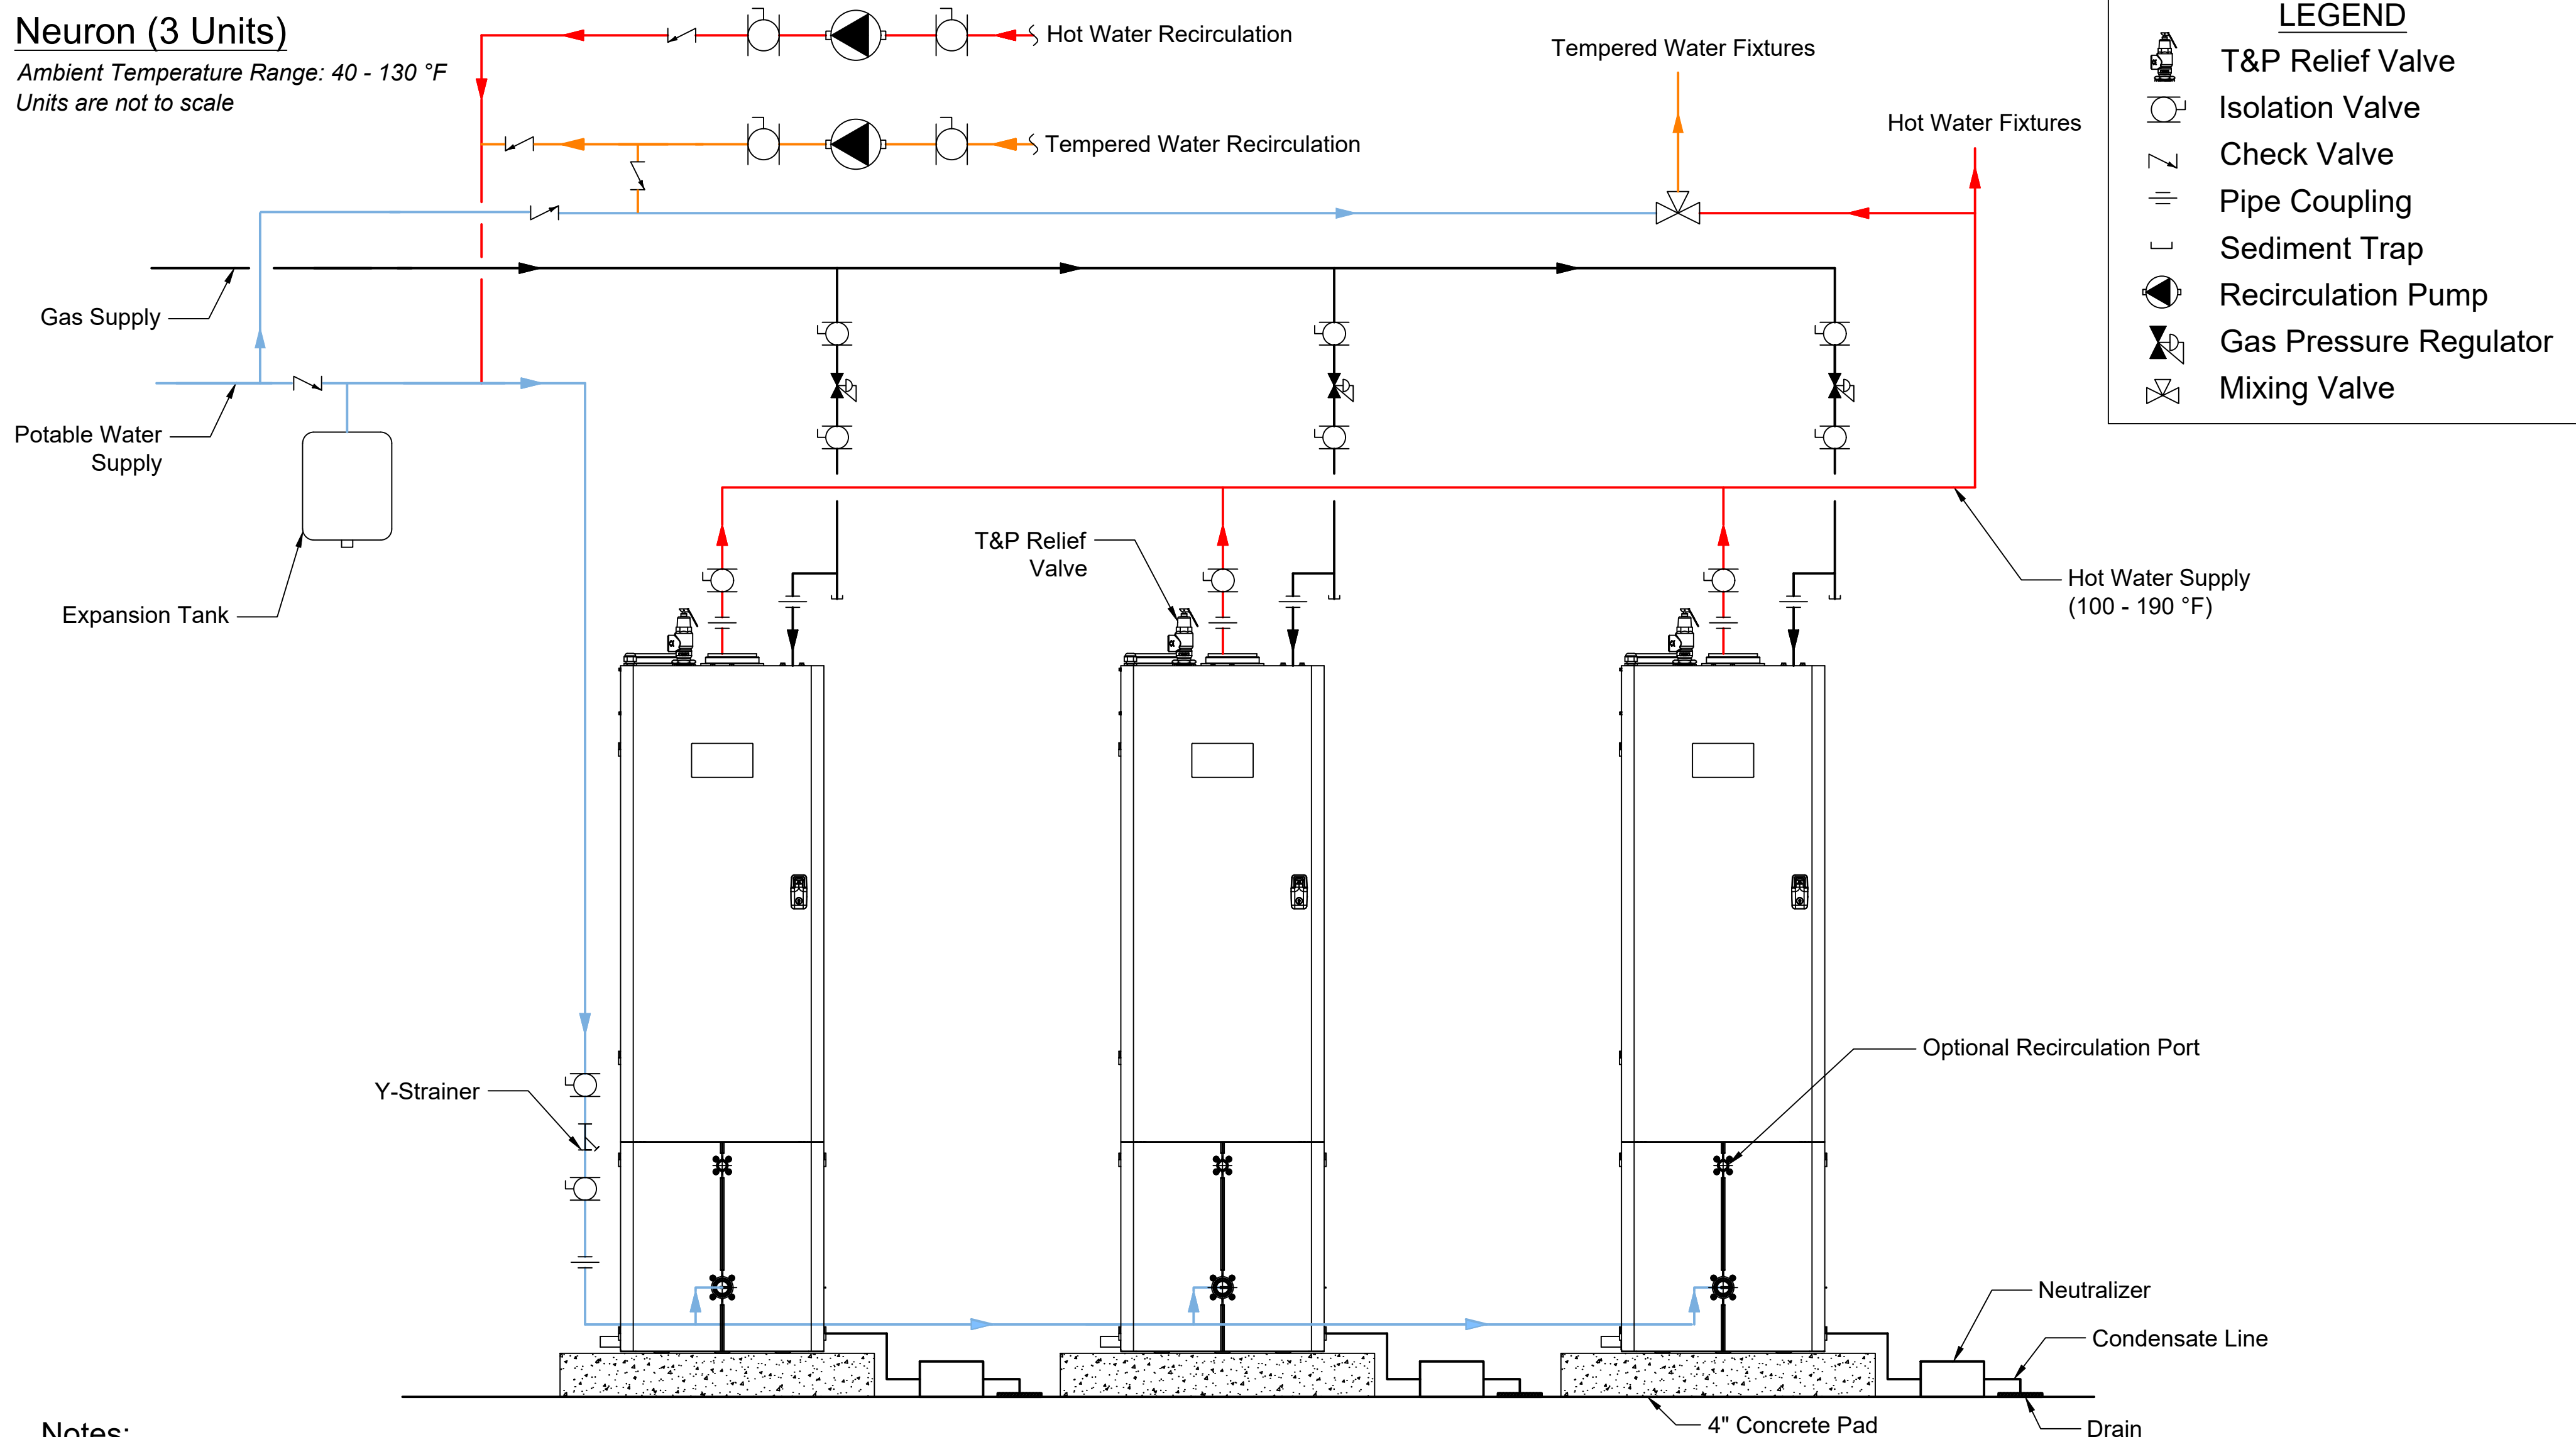 Neuron (3 Units)
Ambient Temperature Range: 40 - 130 °F
Units are not to scale
Hot Water Recirculation
Tempered Water Recirculation
Tempered Water Fixtures
Hot Water Fixtures
LEGEND
T&P Relief Valve
Isolation Valve
Check Valve
Pipe Coupling
Sediment Trap
Recirculation Pump
Gas Pressure Regulator
Mixing Valve
Gas Supply
Potable Water
Supply
Expansion Tank
T&P Relief
Valve
Hot Water Supply
(100 - 190 °F)
Y-Strainer
Optional Recirculation Port
Neutralizer
Condensate Line
4" Concrete Pad
Drain
Notes: